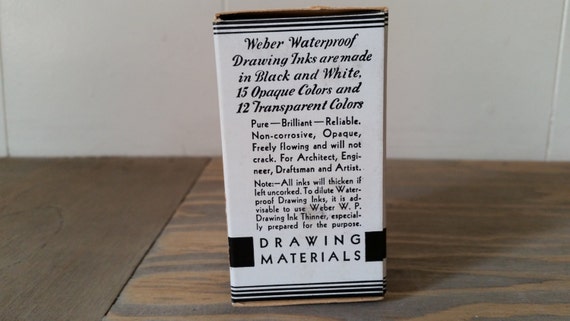 Weber Waterproof
Drawing Inks are made
in Black and White,
15 Opaque Colors and
12 Transparent Colors
Pure—Brilliant—Reliable.
Non-corrosive, Opaque,
Freely flowing and will not
crack. For Architect, Engi-
neer, Draftsman and Artist.
Note:—All inks will thicken if
left uncorked. To dilute Water-
proof Drawing Inks, it is ad-
visable to use Weber W. P.
Drawing Ink Thinner, especial-
ly prepared for the purpose.
DRAWING
MATERIALS